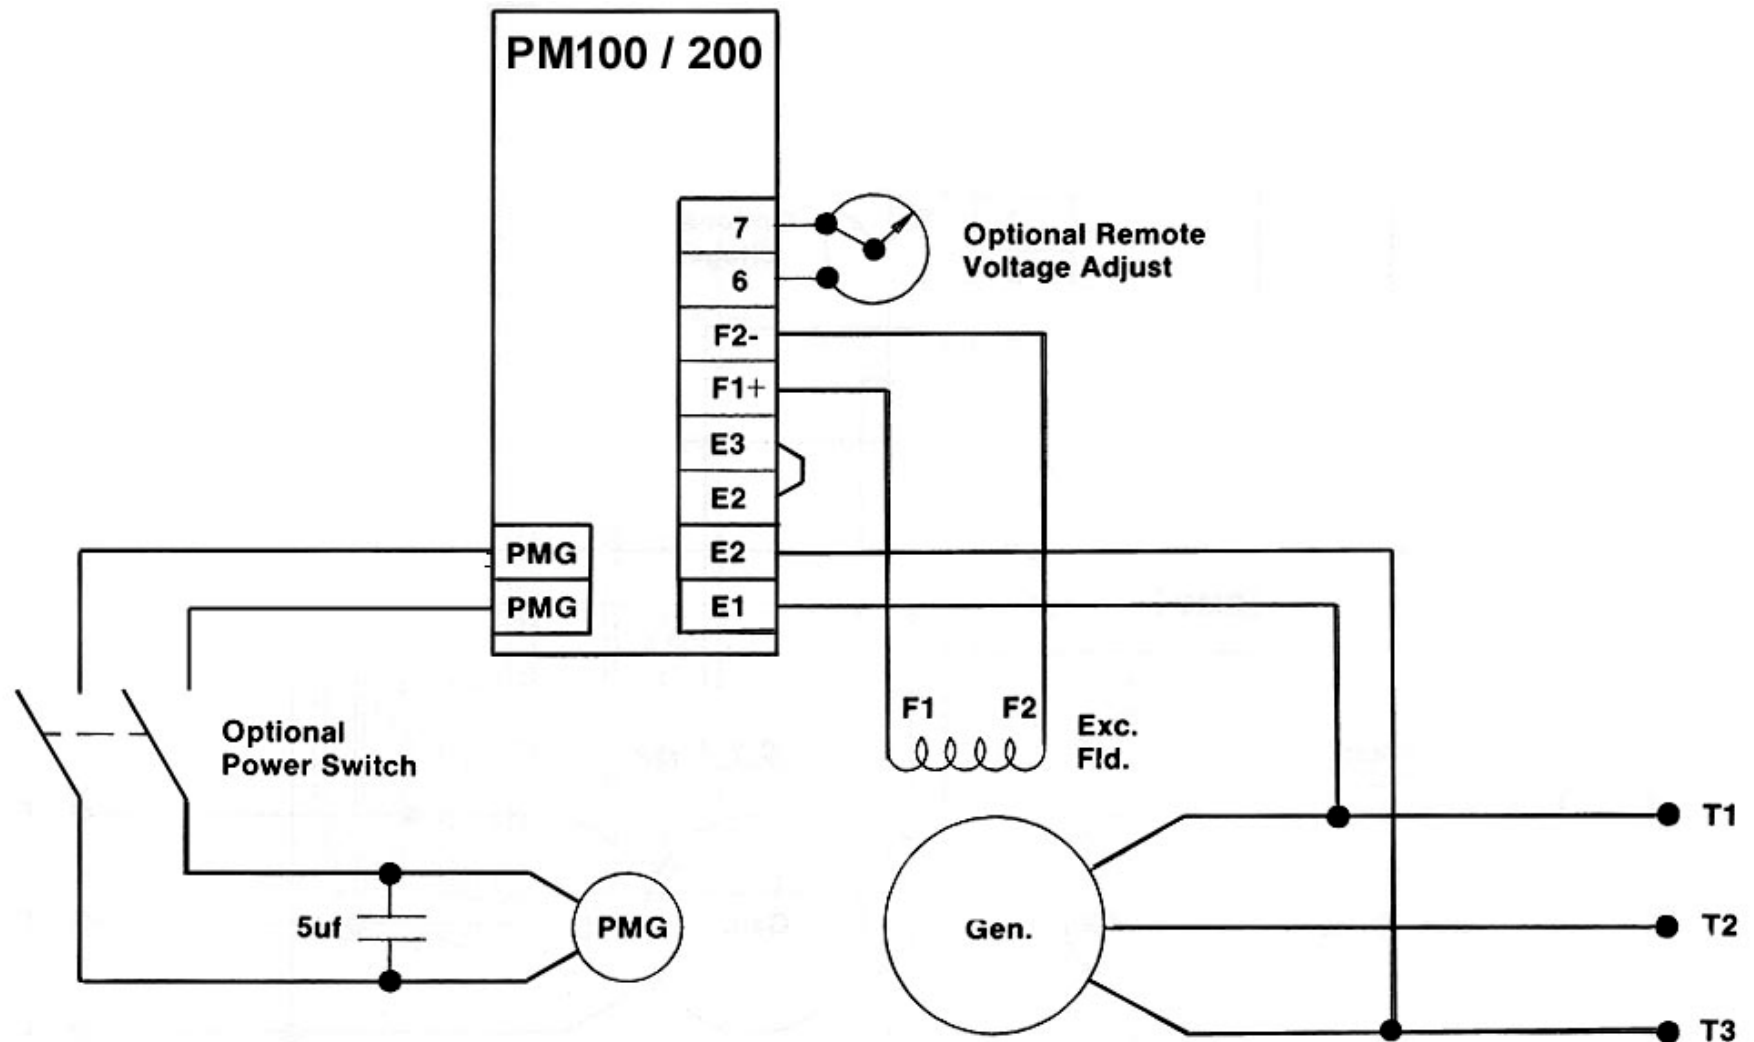 PM100 / 200
7
6
F2-
F1+
E3
E2
E2
E1
PMG
PMG
Optional Remote
Voltage Adjust
Optional
Power Switch
F1
F2
Exc.
Fld.
5uf
PMG
Gen.
T1
T2
T3